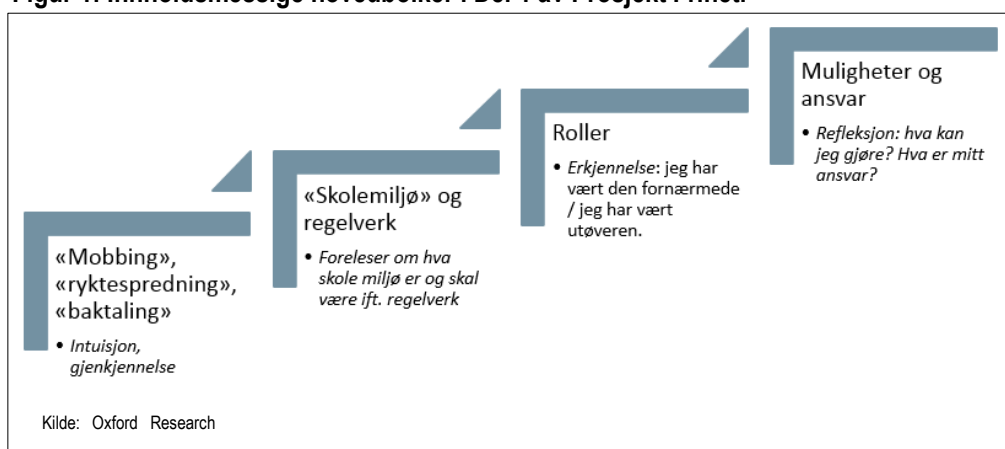 «Mobbing»,
«ryktespredning»,
«baktaling»
• Intuisjon,
gjenkjennelse
«Skolemiljø» og
regelverk
• Foreleser om hva
skole miljø er og skal
være ift. regelverk
Roller
• Erkjennelse: jeg har
vært den fornærmede
/ jeg har vært
utøveren.
Muligheter og
ansvar
• Refleksjon: hva kan
jeg gjøre? Hva er mitt
ansvar?
Kilde: Oxford Research